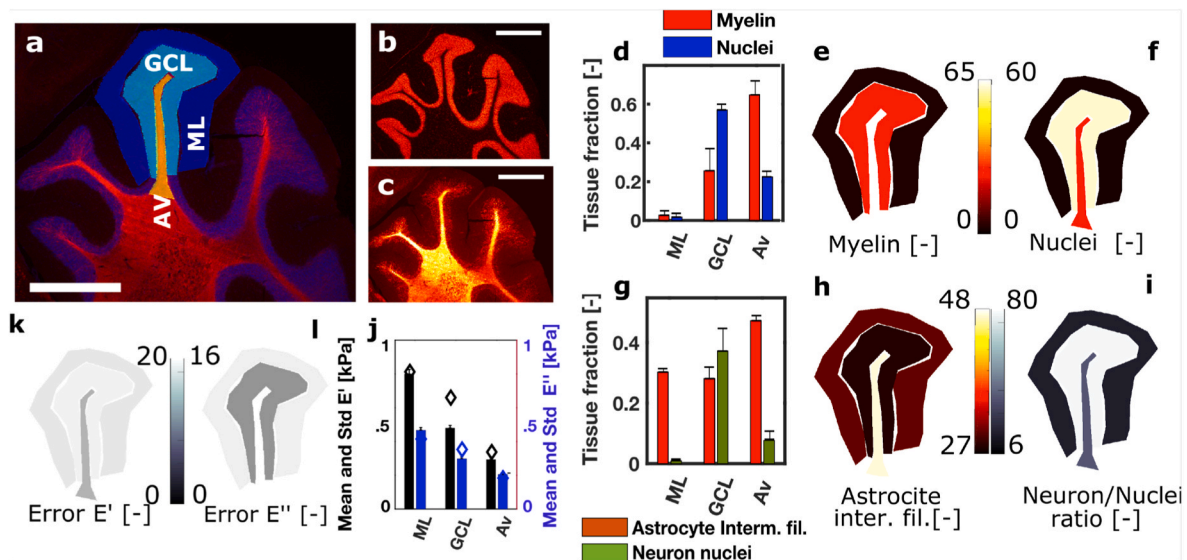 a
GCL
ML
AV
b
c
Myelin
Nuclei
d
Tissue fraction [-]
0.6
0.4
0.2
0
ML
GCL
Av
e
65
0
Myelin [-]
f
60
0
Nuclei [-]
g
Tissue fraction [-]
0.4
0.2
0
ML
GCL
Av
Astrocyte Interm. fil.
Neuron nuclei
h
48
27
Astrocite
inter. fil.[-]
i
80
6
Neuron/Nuclei
ratio [-]
k
20
0
Error E' [-]
l
16
0
Error E'' [-]
j
Mean and Std E' [kPa]
1
.5
0
ML
GCL
Av
1
.5
0
Mean and Std E'' [kPa]